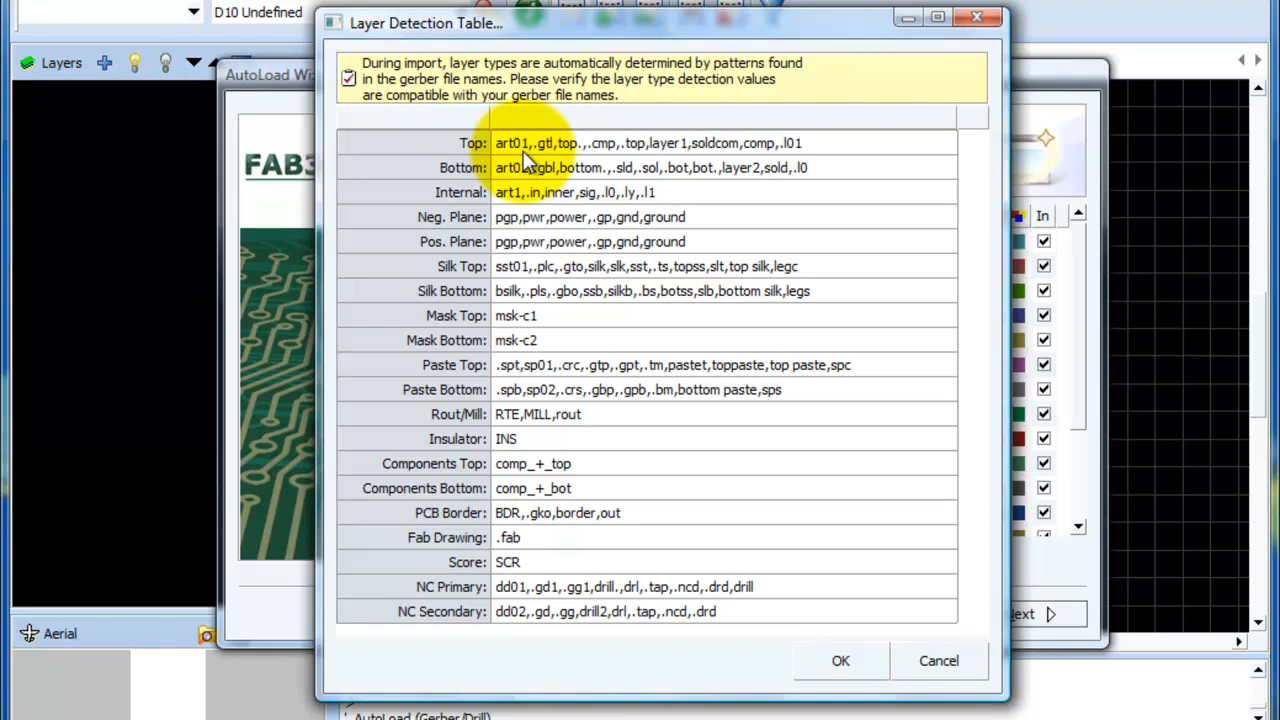 D10 Undefined
Layer Detection Table...
Layers
AutoLoad Wiz
During import, layer types are automatically determined by patterns found
in the gerber file names. Please verify the layer type detection values
are compatible with your gerber file names.
FAB3
Top: art01,.gtl,top.,.cmp,.top,layer1,soldcom,comp,.l01
Bottom: bottom.,.sld,.sol,.bot,bot.,layer2,sold,.l0
Internal: art1,.in,inner,sig,.l0,.ly,.l1
Neg. Plane: pgp,pwr,power,.gp,gnd,ground
In
Pos. Plane: pgp,pwr,power,.gp,gnd,ground
Silk Top: sst01,.plc,.gto,silk,slk,sst,.ts,topss,slt,top silk,legc
Silk Bottom: bsilk,.pls,.gbo,ssb,silkb,.bs,botss,slb,bottom silk,legs
Mask Top: msk-c1
Mask Bottom: msk-c2
Paste Top: .spt,sp01,.crc,.gtp,.gpt,.tm,pastet,toppaste,top paste,spc
Paste Bottom: .spb,sp02,.crs,.gbp,.gpb,.bm,bottom paste,sps
Rout/Mill: RTE,MILL,rout
Insulator: INS
Components Top: comp_+_top
Components Bottom: comp_+_bot
PCB Border: BDR,.gko,border,out
Fab Drawing: .fab
Score: SCR
NC Primary: dd01,.gd1,.gg1,drill.,drl,.tap,.ncd,.drd,drill
NC Secondary: dd02,.gd,.gg,drill2,drl,.tap,.ncd,.drd
ext
Aerial
OK
Cancel
AutoLoad (Gerber/Drill)